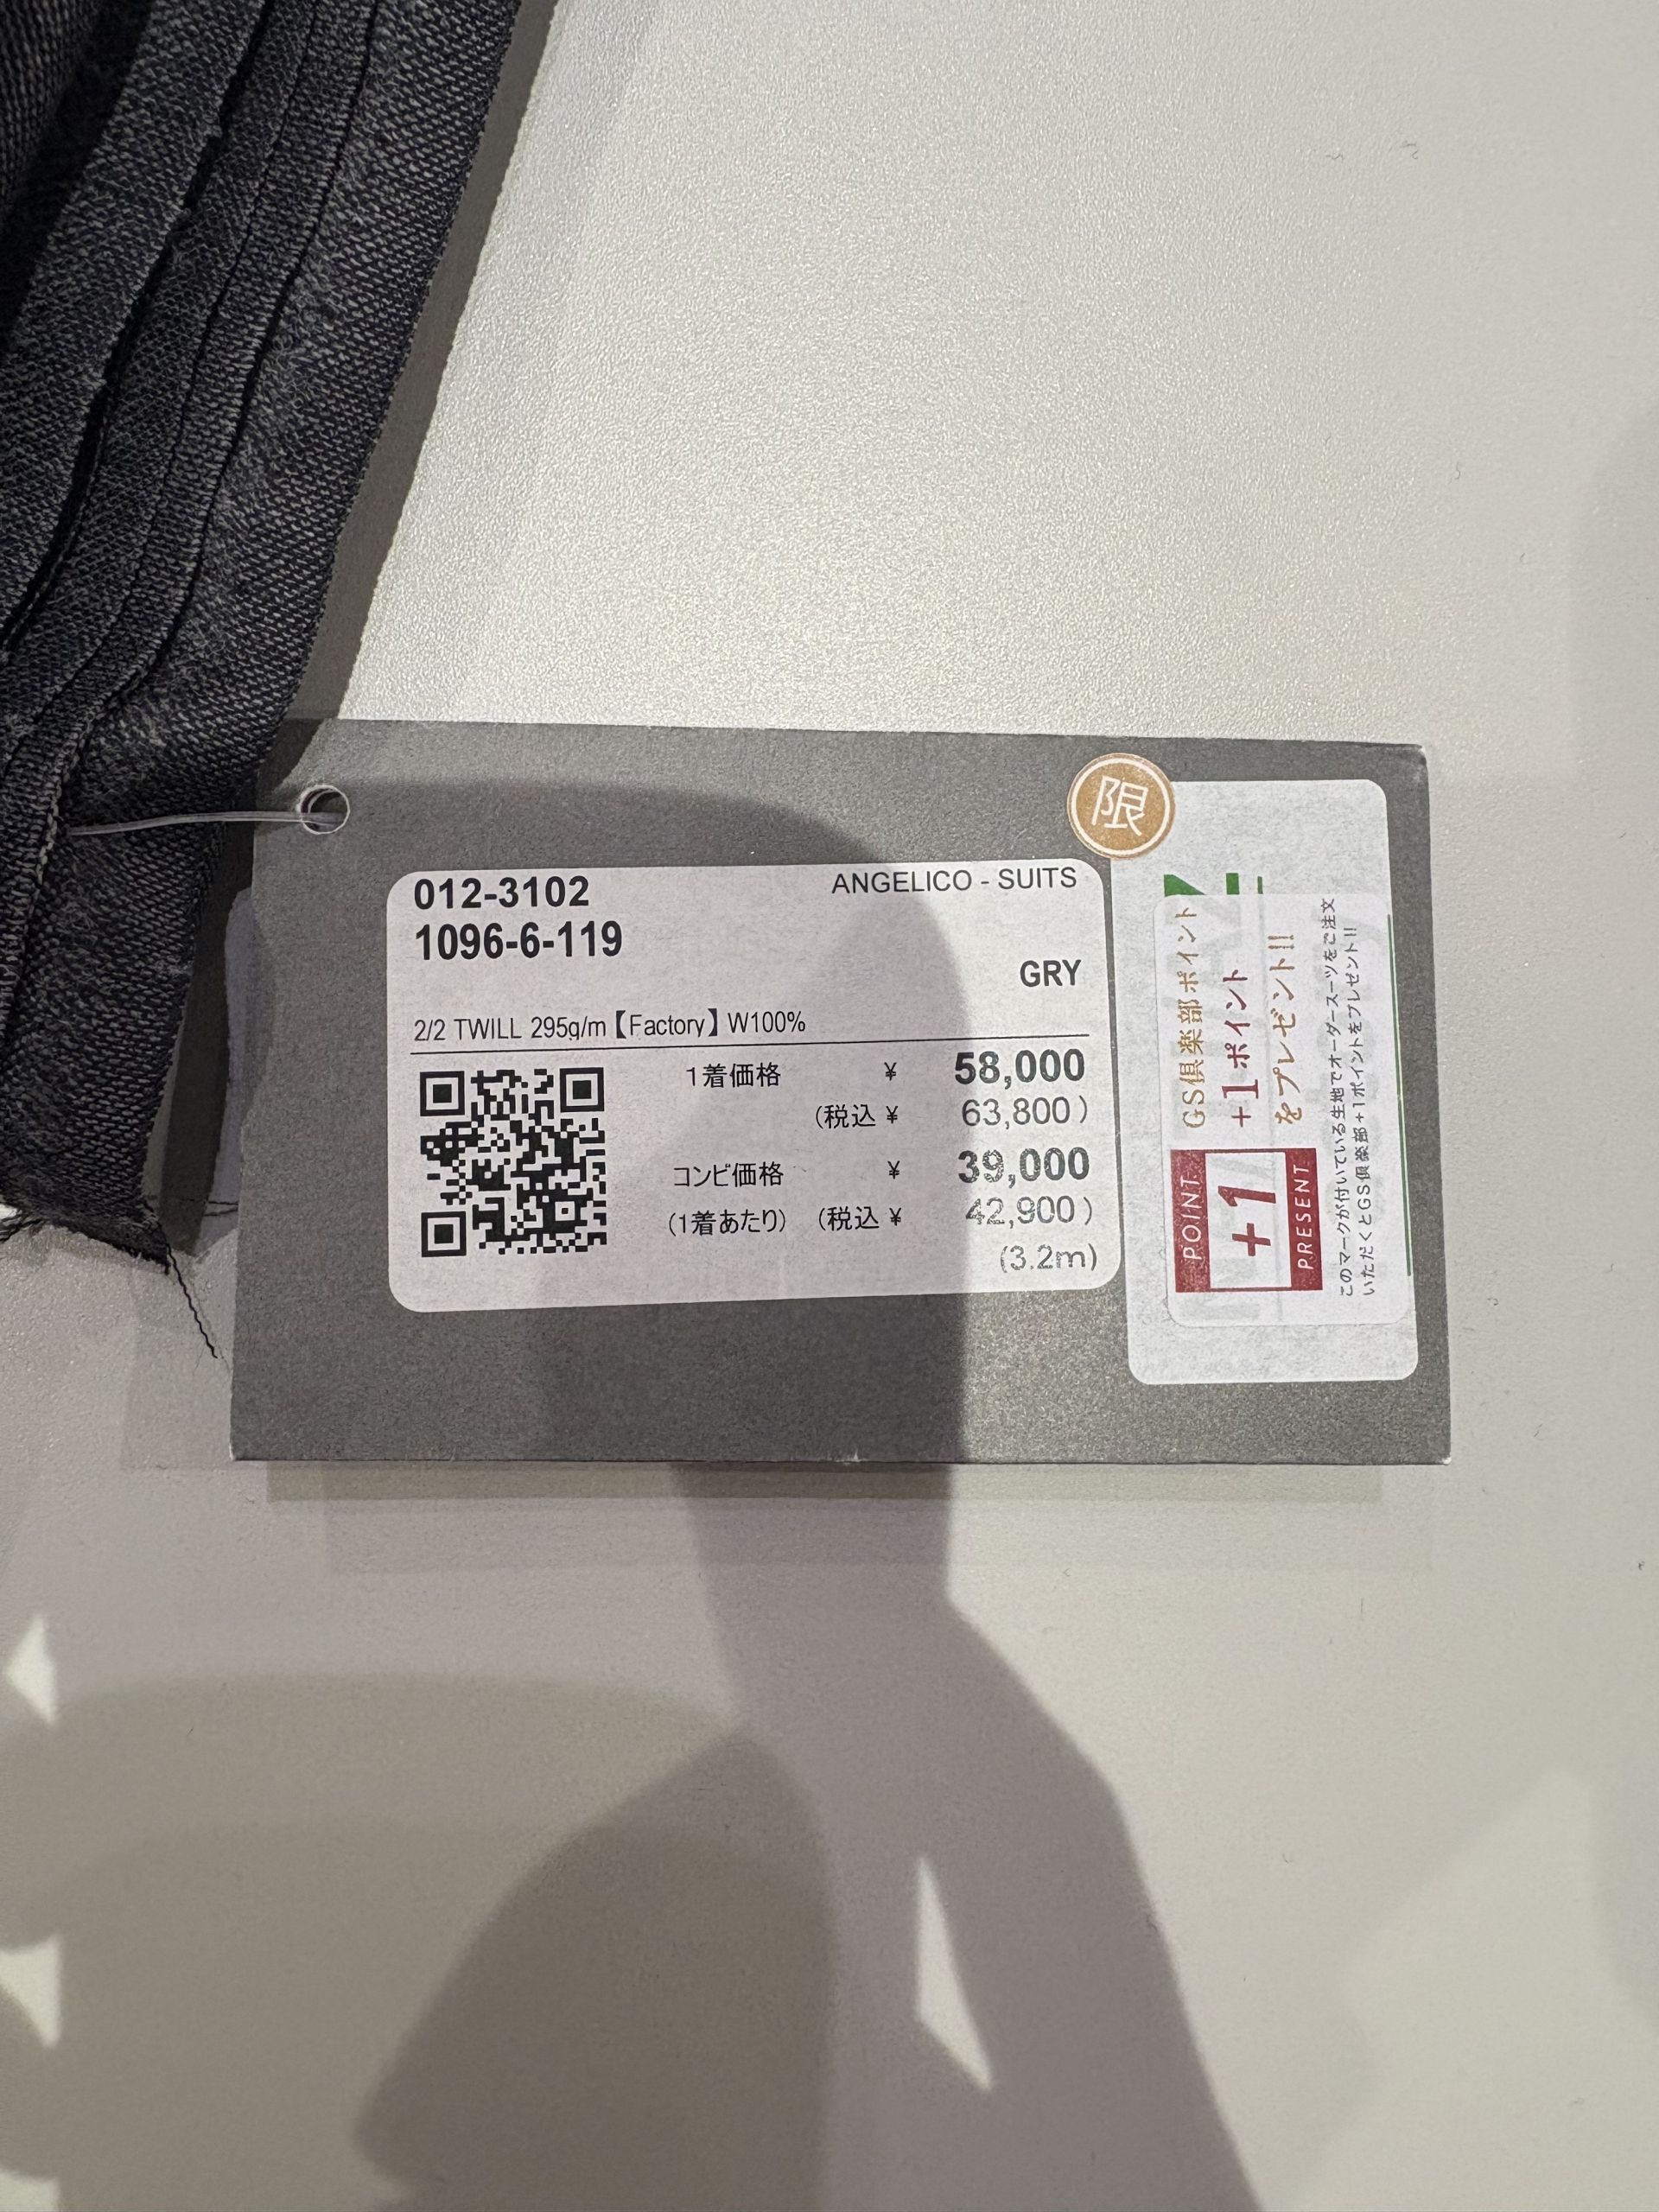 限
012-3102
ANGELICO - SUITS
1096-6-119
GRY
2/2 TWILL 295g/m【Factory】W100%
1着価格 ¥ 58,000
(税込 ¥ 63,800)
コンビ価格 ¥ 39,000
(1着あたり) (税込 ¥ 42,900)
(3.2m)
GS倶楽部ポイント
+1ポイント
をプレゼント!!
POINT
+1
PRESENT
このマークが付いている生地でオーダースーツをご注文
いただくとGS倶楽部+1ポイントをプレゼント!!